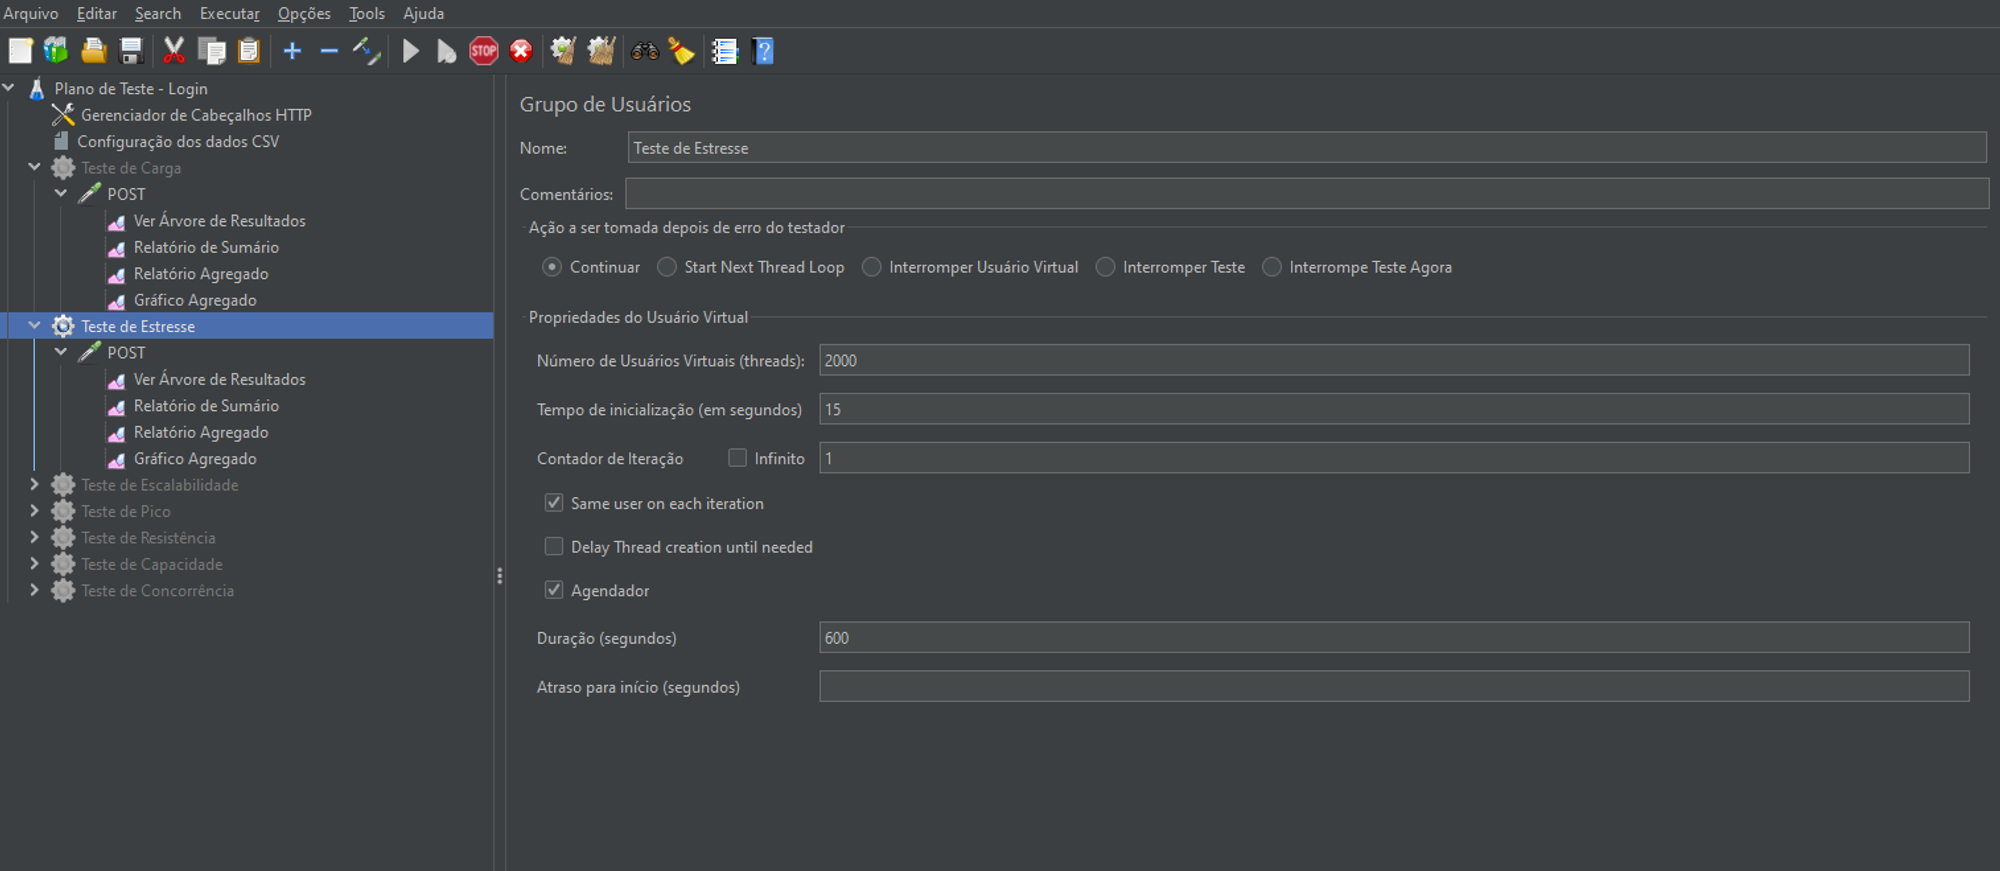 Arquivo Editar Search Executar Opções Tools Ajuda
STOP
?
Plano de Teste - Login
Gerenciador de Cabeçalhos HTTP
Configuração dos dados CSV
Teste de Carga
POST
Ver Árvore de Resultados
Relatório de Sumário
Relatório Agregado
Gráfico Agregado
Teste de Estresse
POST
Ver Árvore de Resultados
Relatório de Sumário
Relatório Agregado
Gráfico Agregado
Teste de Escalabilidade
Teste de Pico
Teste de Resistência
Teste de Capacidade
Teste de Concorrência
Grupo de Usuários
Nome: Teste de Estresse
Comentários:
Ação a ser tomada depois de erro do testador
Continuar Start Next Thread Loop Interromper Usuário Virtual Interromper Teste Interrompe Teste Agora
Propriedades do Usuário Virtual
Número de Usuários Virtuais (threads): 2000
Tempo de inicialização (em segundos) 15
Contador de Iteração Infinito 1
Same user on each iteration
Delay Thread creation until needed
Agendador
Duração (segundos) 600
Atraso para início (segundos)